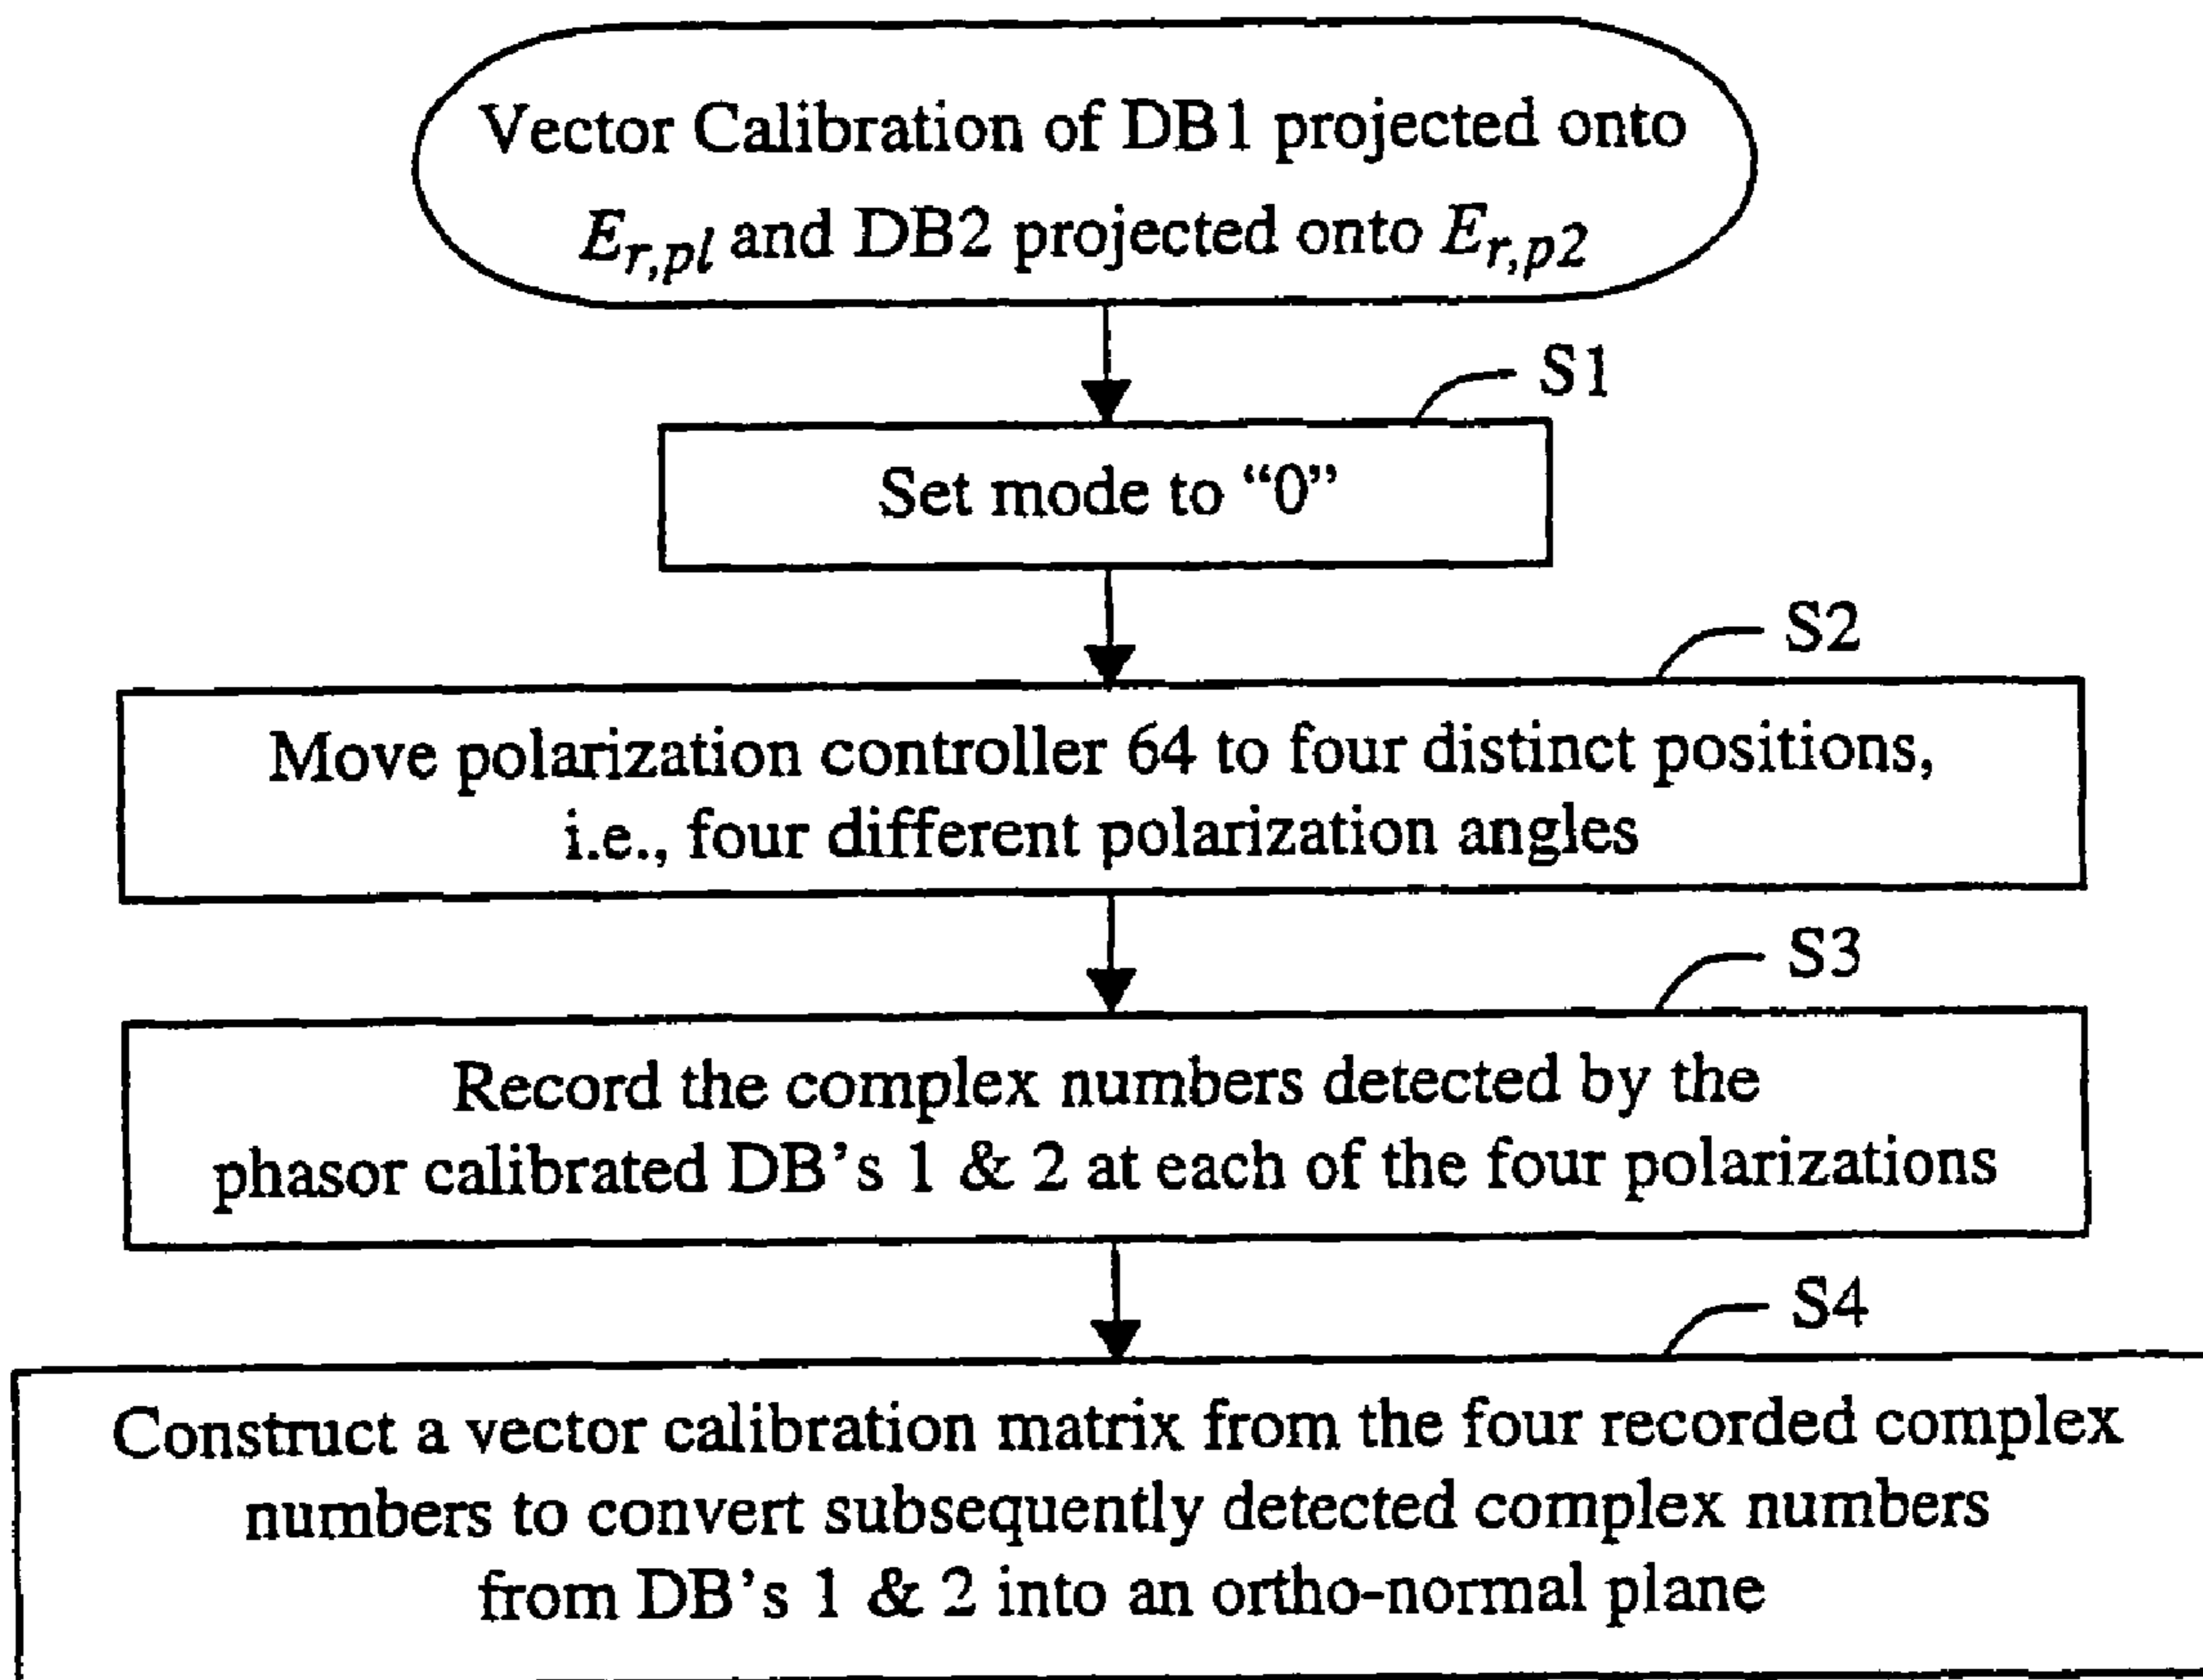 Vector Calibration of DB1 projected onto
E_{r,pl} and DB2 projected onto E_{r,p2}
S1
Set mode to “0”
S2
Move polarization controller 64 to four distinct positions,
i.e., four different polarization angles
S3
Record the complex numbers detected by the
phasor calibrated DB’s 1 & 2 at each of the four polarizations
S4
Construct a vector calibration matrix from the four recorded complex
numbers to convert subsequently detected complex numbers
from DB’s 1 & 2 into an ortho-normal plane